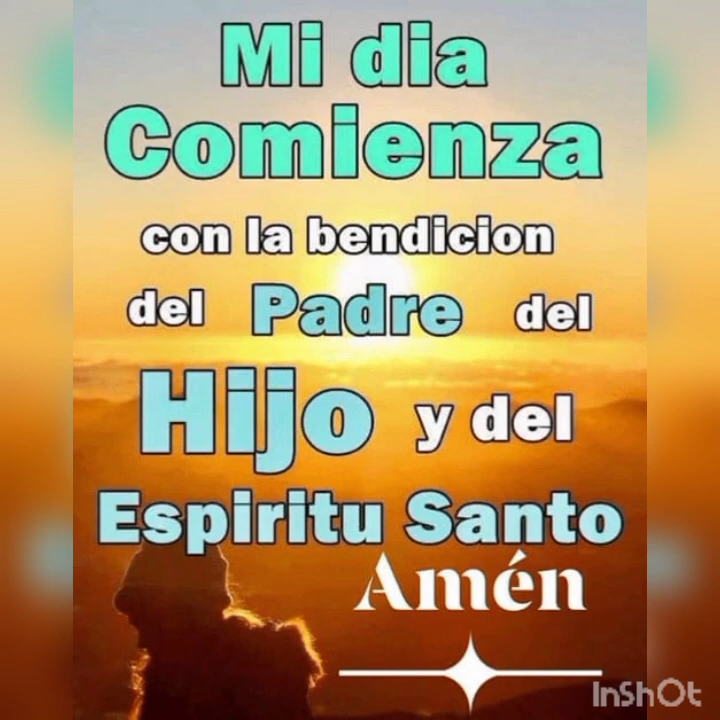 Mi dia
Comienza
con la bendicion
del Padre del
Hijo y del
Espiritu Santo
Amén
InShOt